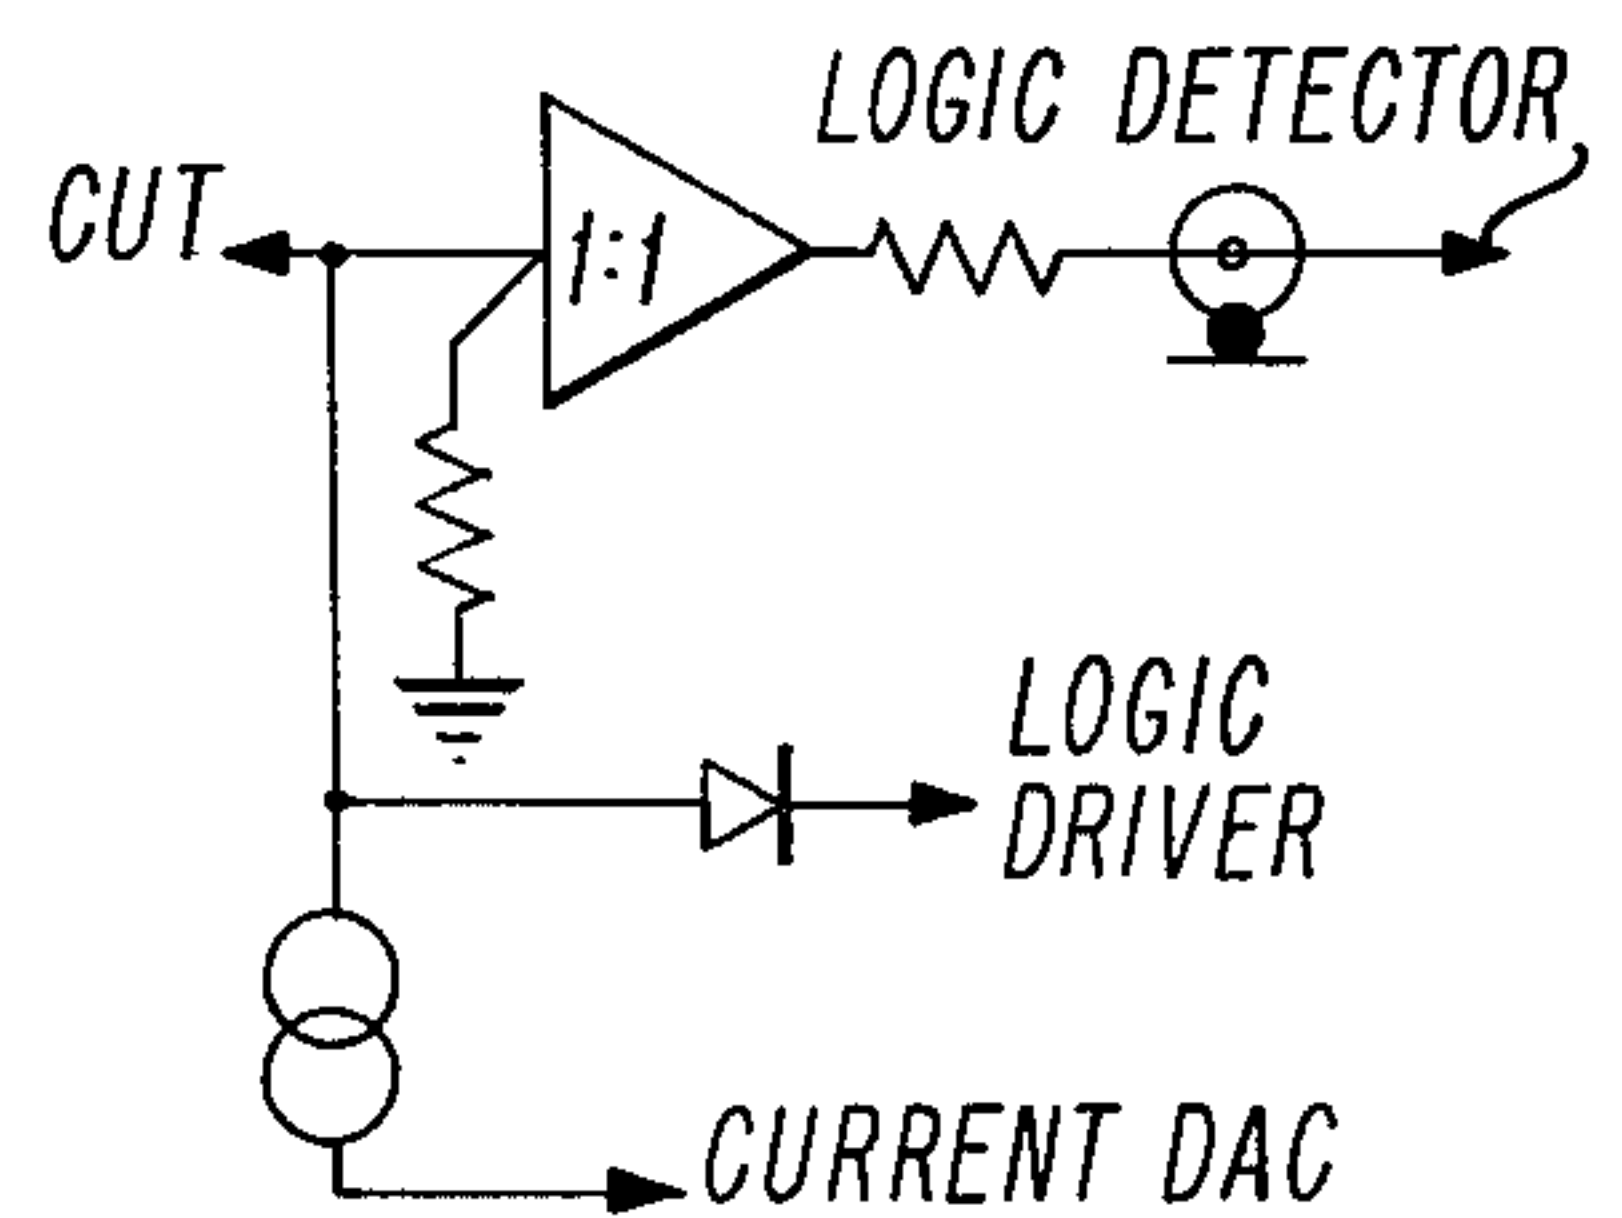 LOGIC DETECTOR
CUT
1:1
LOGIC
DRIVER
CURRENT DAC